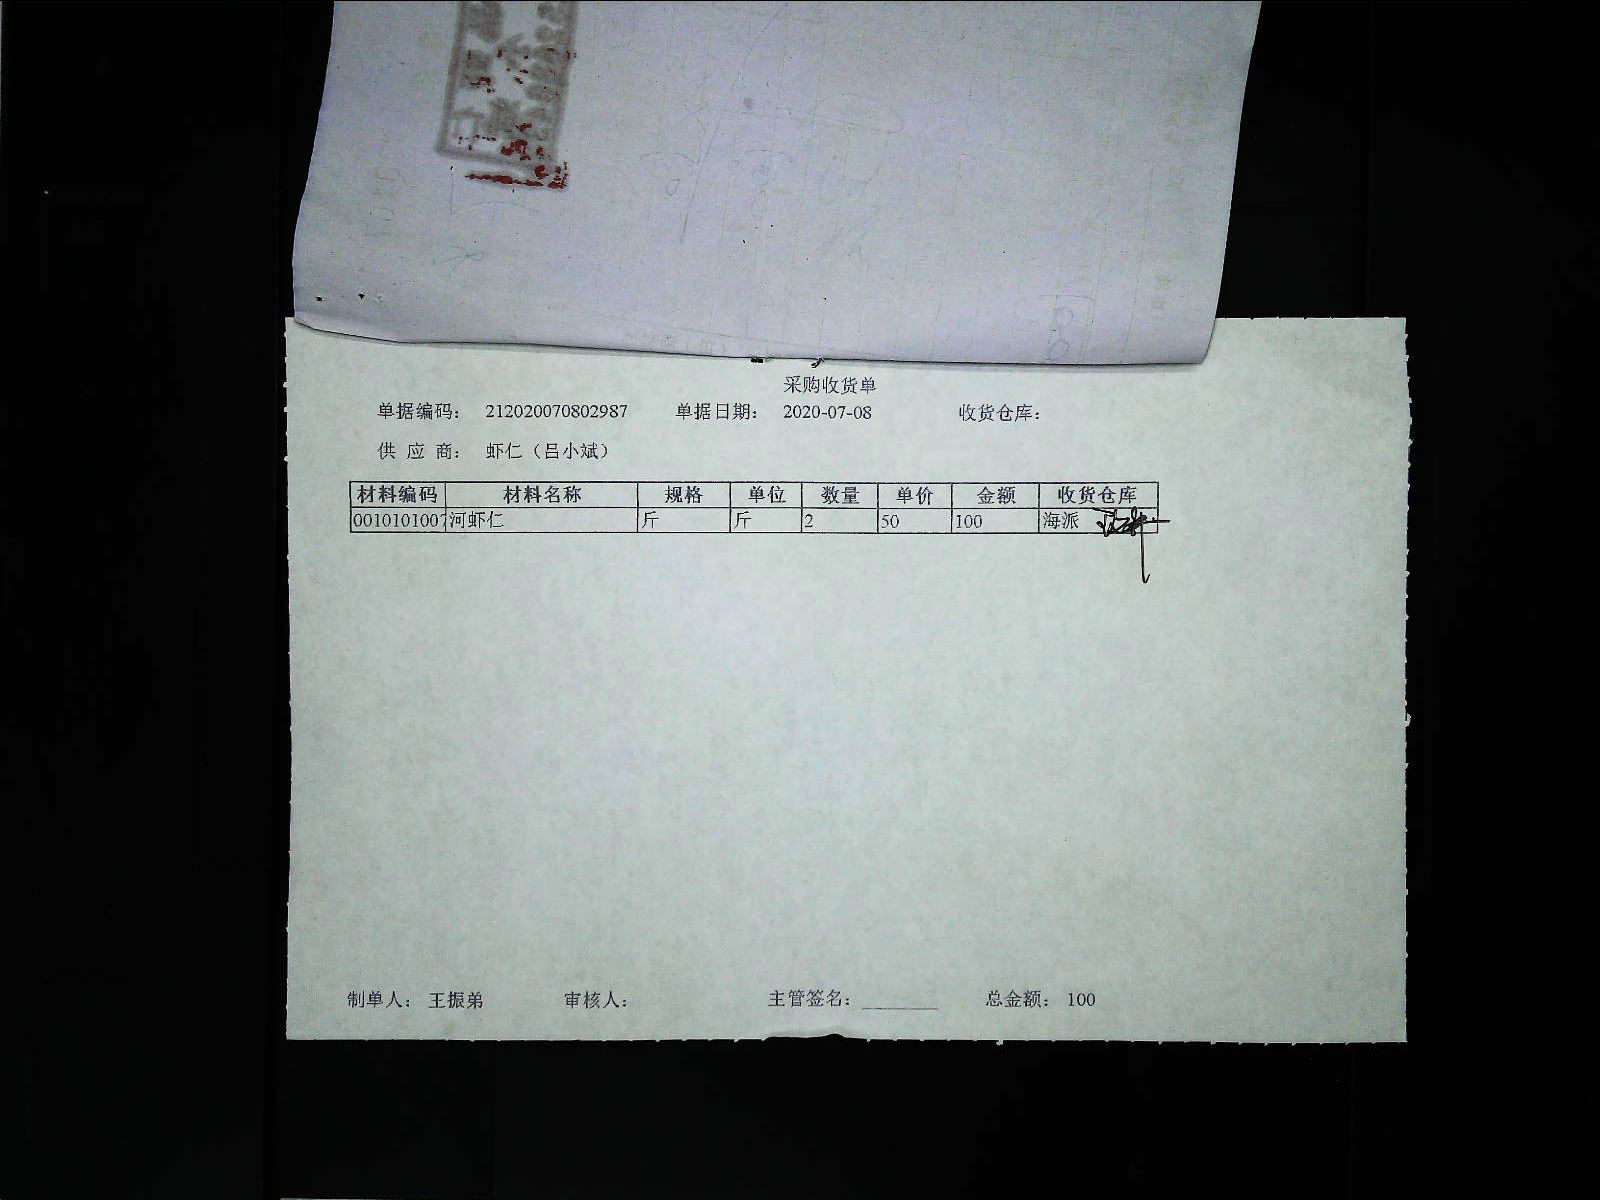 采购收货单
单据编码: 212020070802987 单据日期: 2020-07-08 收货仓库:
供 应 商: 虾仁（吕小斌）
材料编码 材料名称 规格 单位 数量 单价 金额 收货仓库
0010101007 河虾仁 斤 斤 2 50 100 海派
制单人: 王振弟 审核人: 主管签名: ________ 总金额: 100